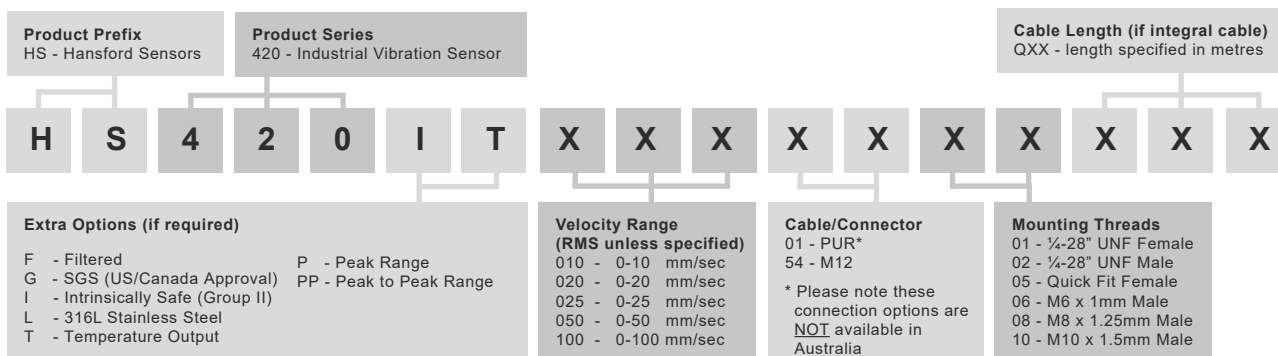 Product Prefix
HS - Hansford Sensors
Product Series
420 - Industrial Vibration Sensor
Cable Length (if integral cable)
QXX - length specified in metres
H S 4 2 0 I T X X X X X X X X X X
Extra Options (if required)
F - Filtered
G - SGS (US/Canada Approval)
I - Intrinsically Safe (Group II)
L - 316L Stainless Steel
T - Temperature Output
P - Peak Range
PP - Peak to Peak Range
Velocity Range
(RMS unless specified)
010 - 0-10 mm/sec
020 - 0-20 mm/sec
025 - 0-25 mm/sec
050 - 0-50 mm/sec
100 - 0-100 mm/sec
Cable/Connector
01 - PUR*
54 - M12
* Please note these
connection options are
NOT available in
Australia
Mounting Threads
01 - ¼-28” UNF Female
02 - ¼-28” UNF Male
05 - Quick Fit Female
06 - M6 x 1mm Male
08 - M8 x 1.25mm Male
10 - M10 x 1.5mm Male